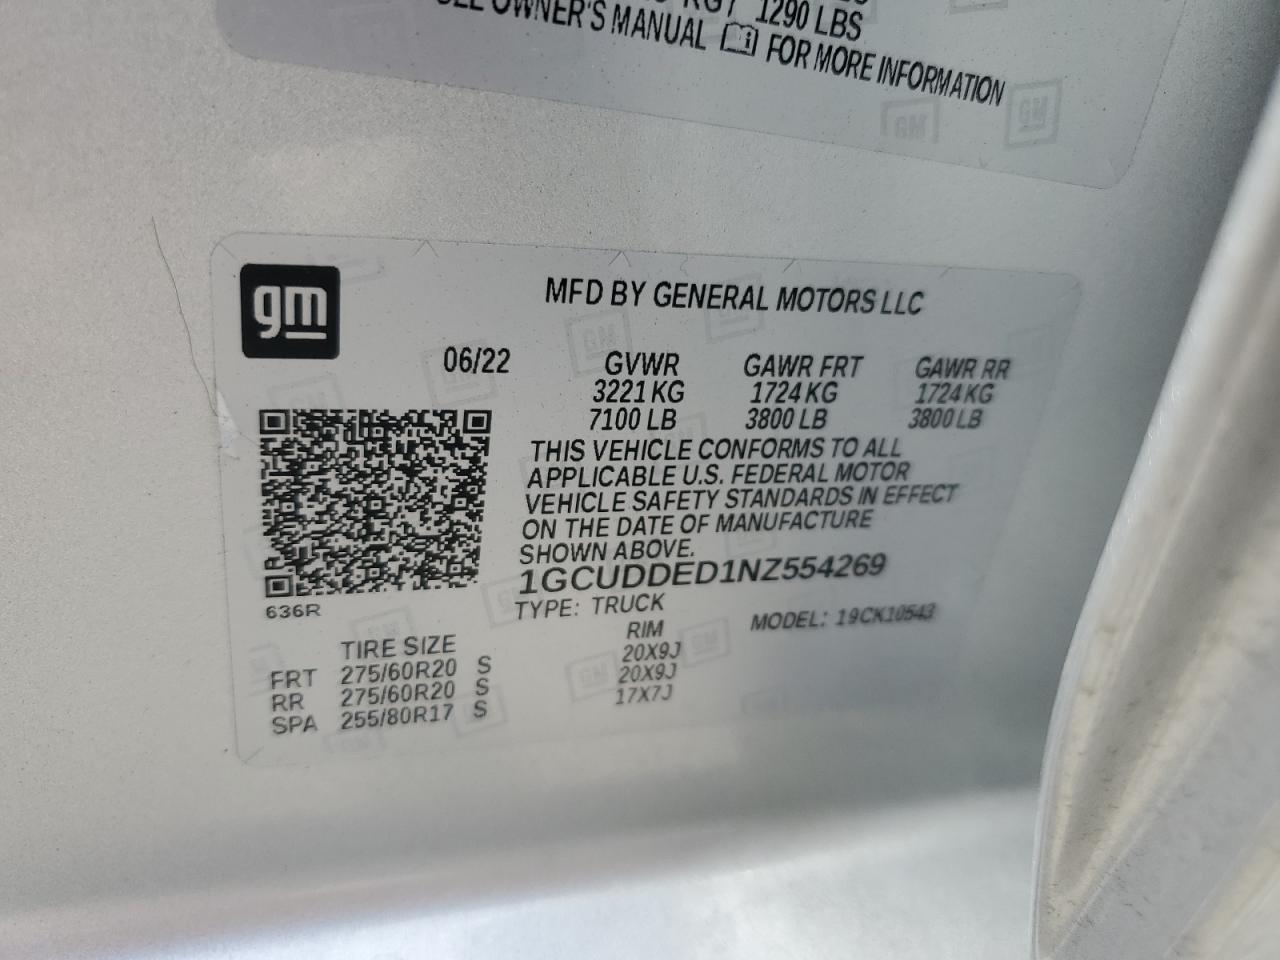 1290 LBS
OWNER'S MANUAL FOR MORE INFORMATION
GM GM
gm
MFD BY GENERAL MOTORS LLC
06/22 GVWR GAWR FRT GAWR RR
3221 KG 1724 KG 1724 KG
7100 LB 3800 LB 3800 LB
THIS VEHICLE CONFORMS TO ALL
APPLICABLE U.S. FEDERAL MOTOR
VEHICLE SAFETY STANDARDS IN EFFECT
ON THE DATE OF MANUFACTURE
SHOWN ABOVE.
1GCUDDED1NZ554269
636R
TYPE: TRUCK MODEL: 19CK10543
TIRE SIZE RIM
FRT 275/60R20 S 20X9J
RR 275/60R20 S 20X9J
SPA 255/80R17 S 17X7J